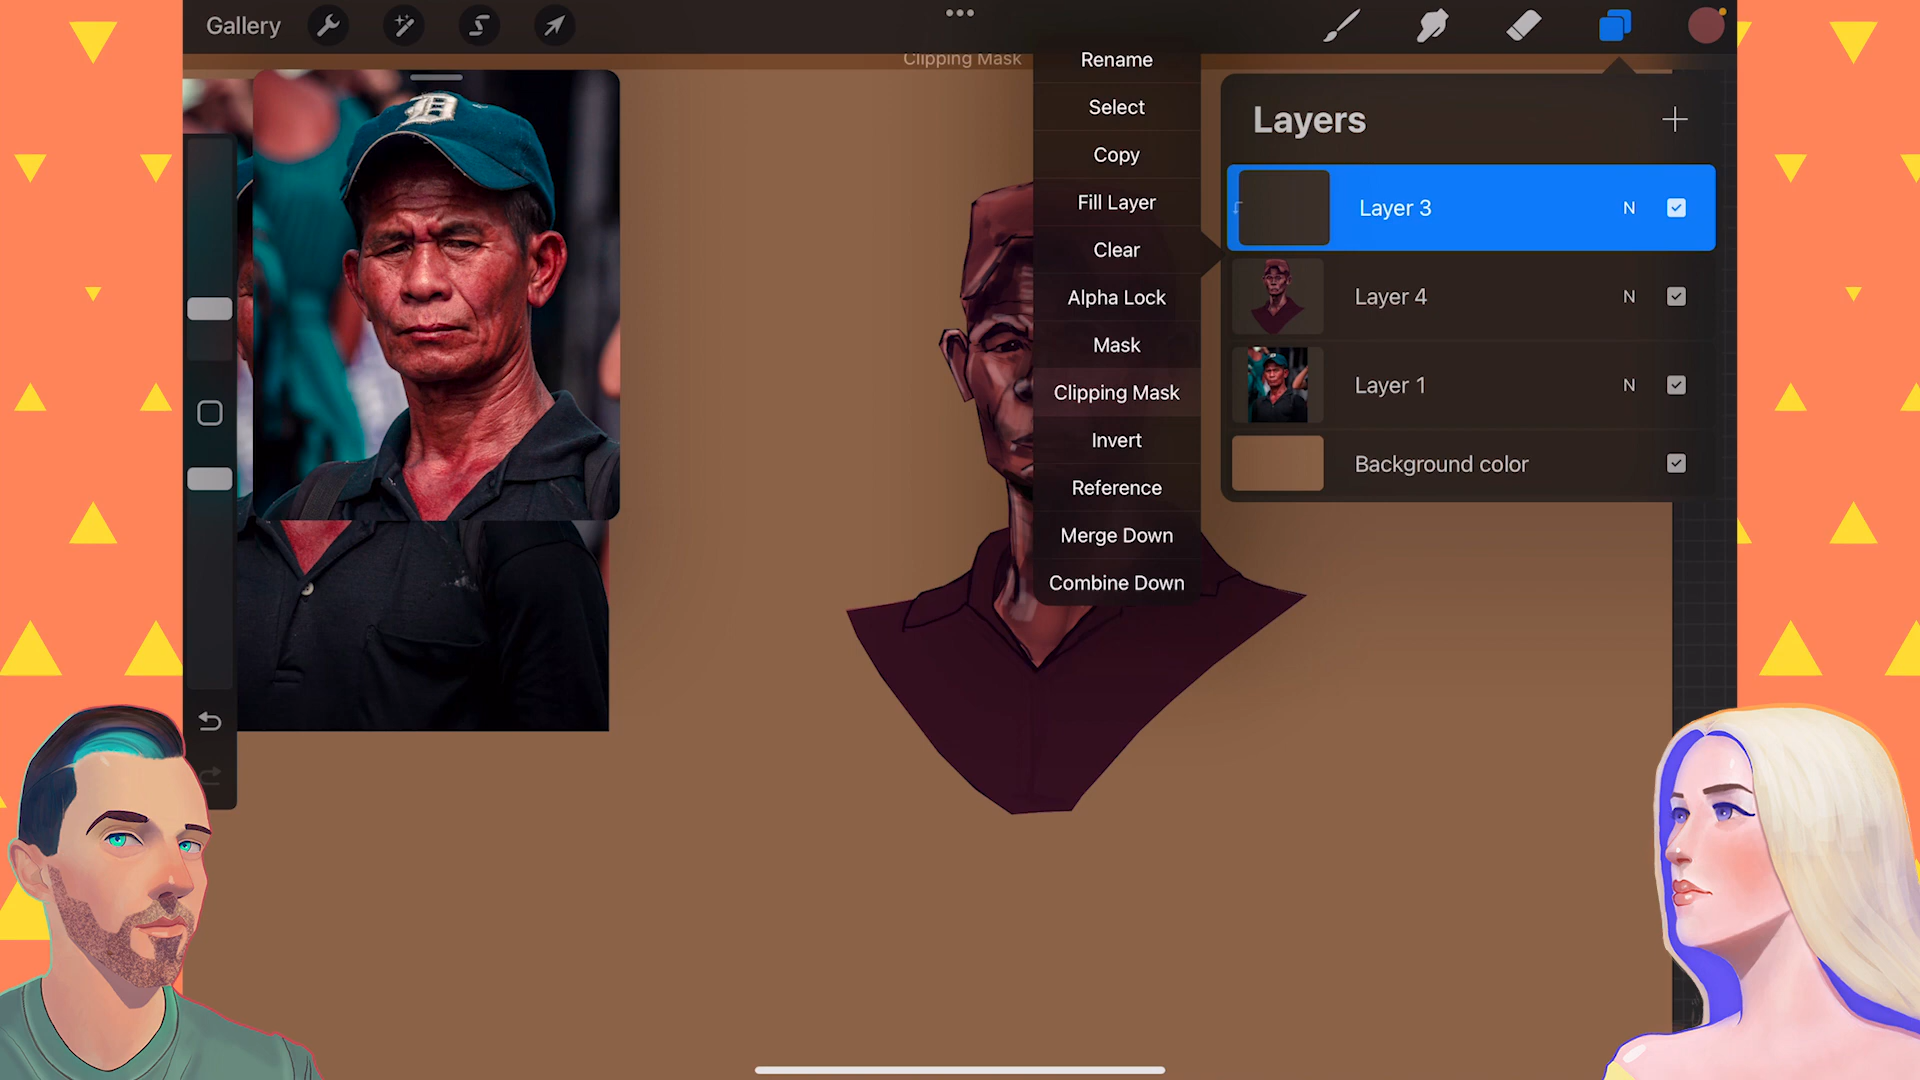 Gallery
Clipping Mask
Rename
Select
Copy
Fill Layer
Clear
Alpha Lock
Mask
Clipping Mask
Invert
Reference
Merge Down
Combine Down
Layers
Layer 3 N
Layer 4 N
Layer 1 N
Background color
D